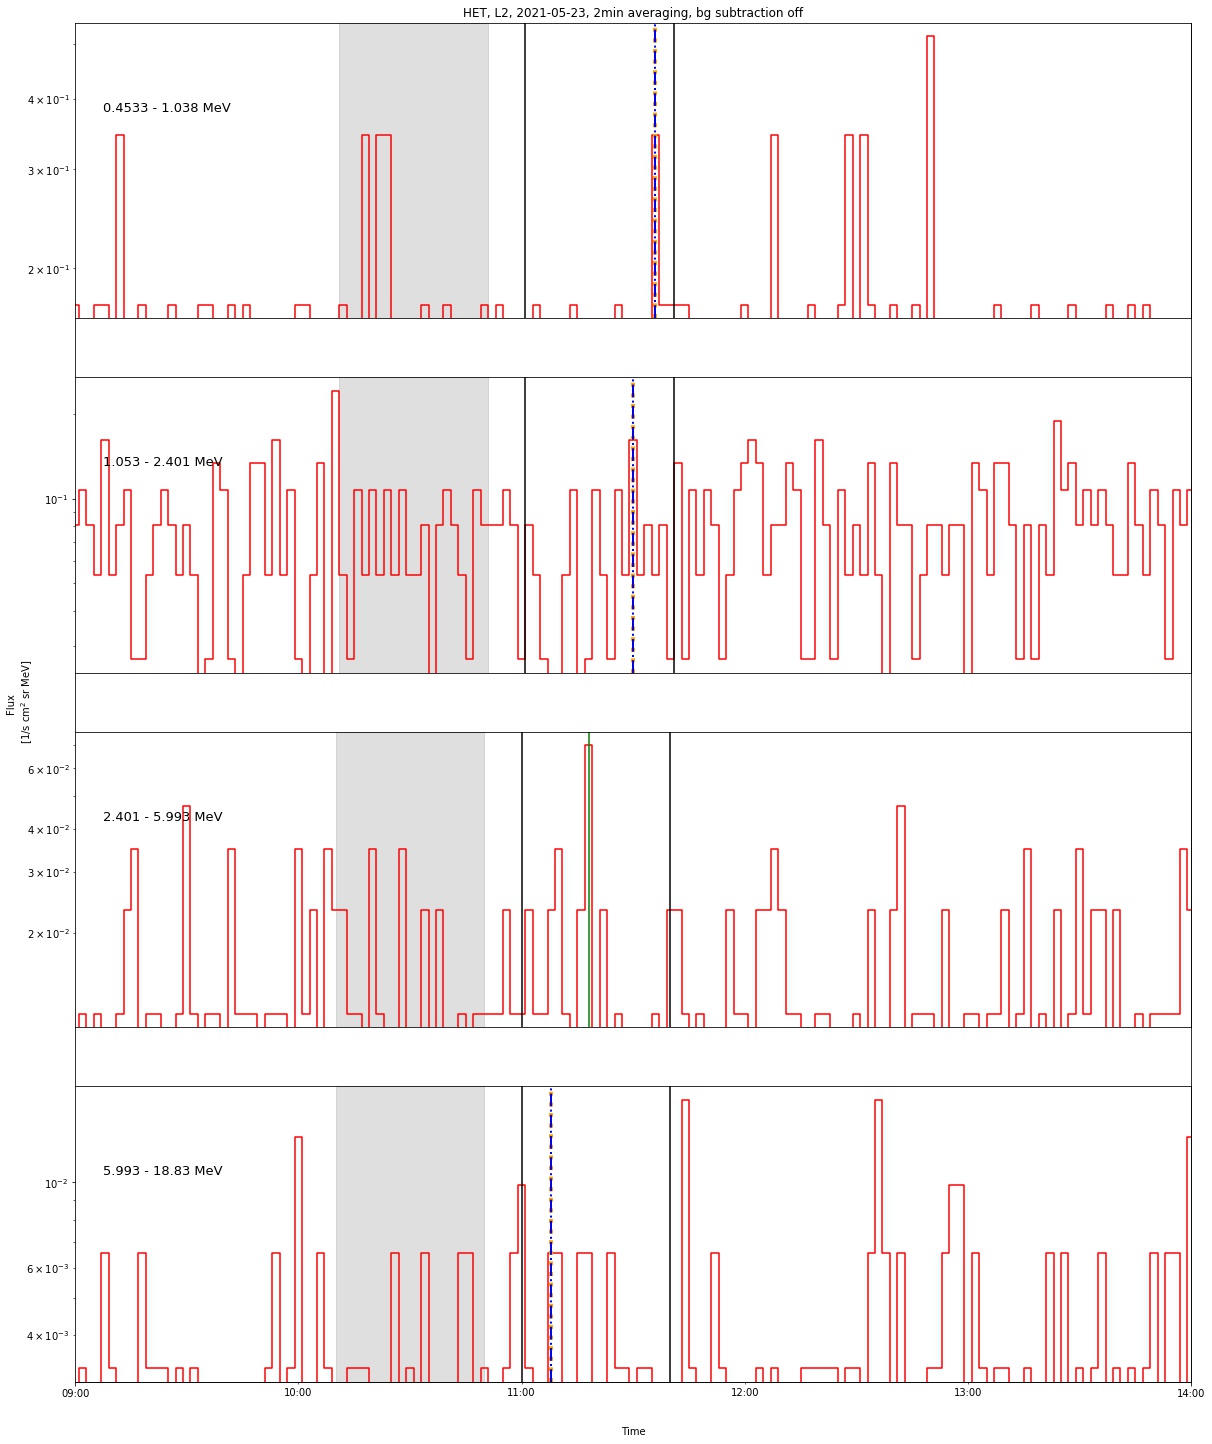 HET, L2, 2021-05-23, 2min averaging, bg subtraction off
4 × 10⁻¹
0.4533 - 1.038 MeV
3 × 10⁻¹
2 × 10⁻¹
1.053 - 2.401 MeV
10⁻¹
Flux
[1/s cm² sr MeV]
6 × 10⁻²
2.401 - 5.993 MeV
4 × 10⁻²
3 × 10⁻²
2 × 10⁻²
5.993 - 18.83 MeV
10⁻²
6 × 10⁻³
4 × 10⁻³
09:00 10:00 11:00 12:00 13:00 14:00
Time